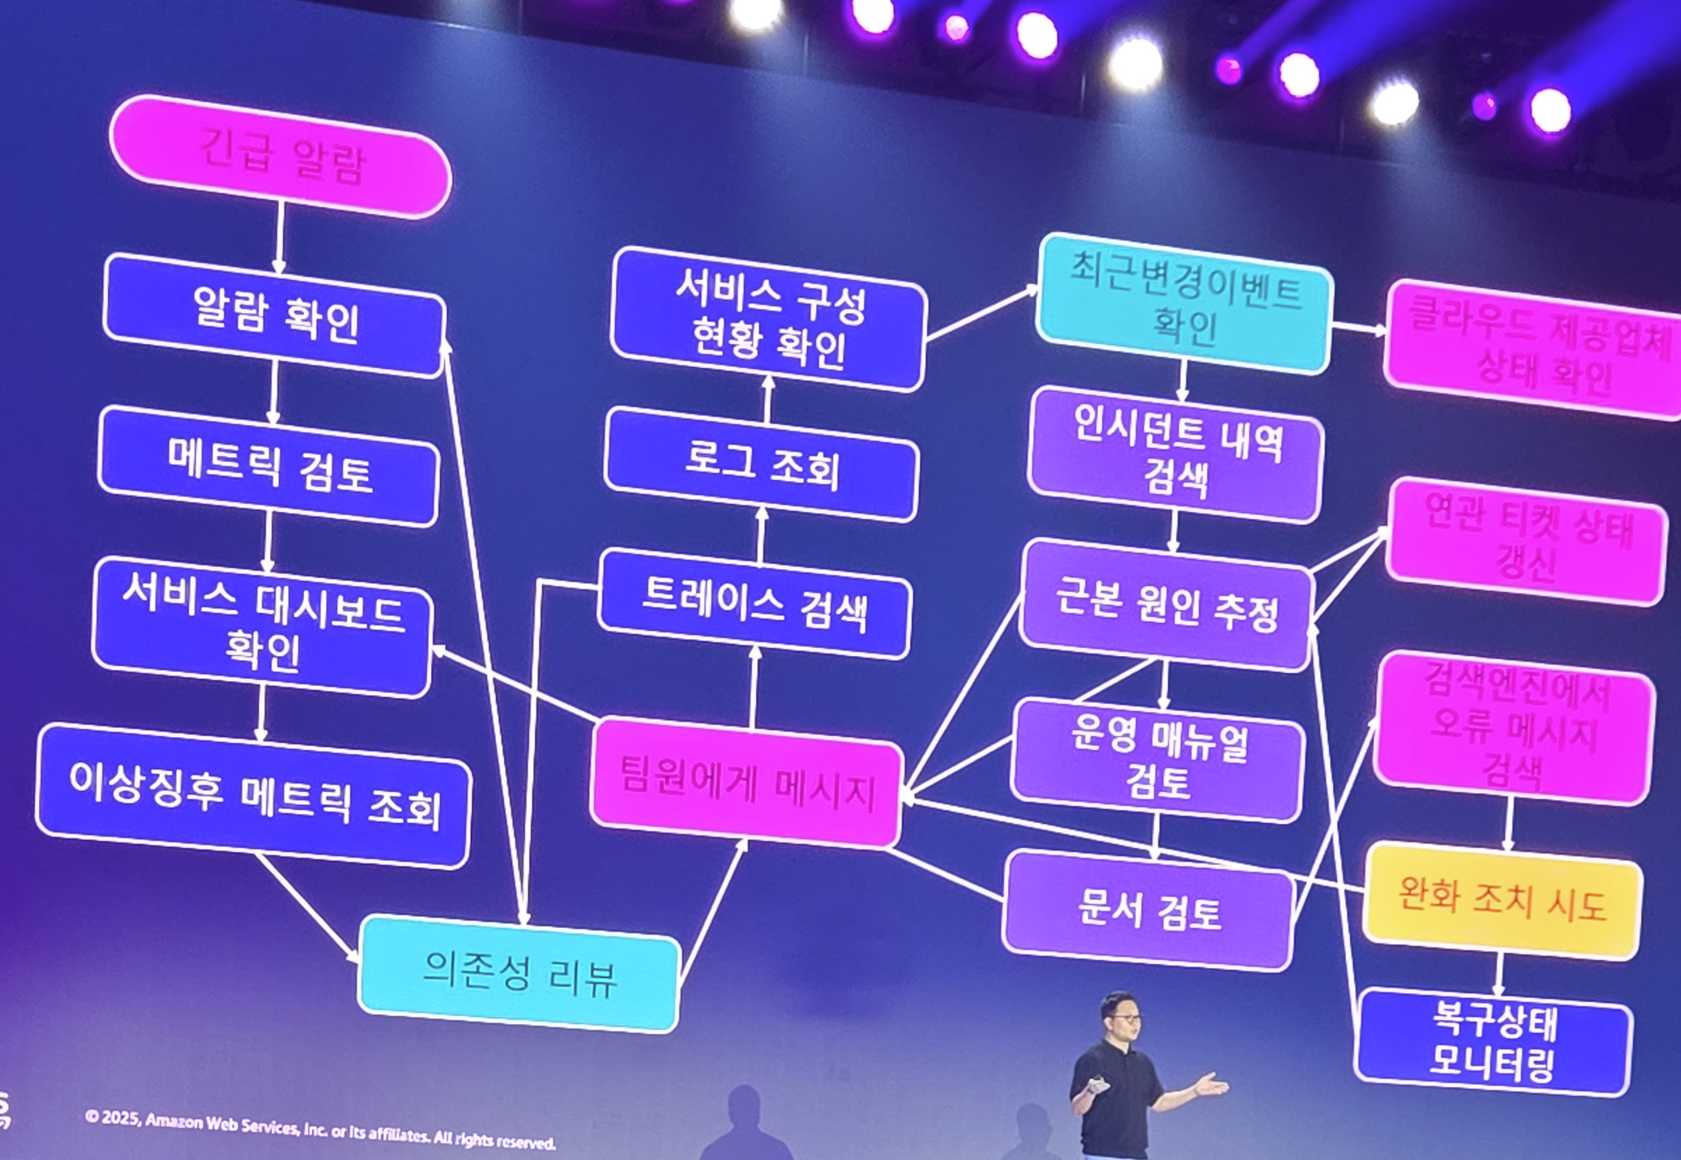 긴급 알람
알람 확인
메트릭 검토
서비스 대시보드
확인
이상징후 메트릭 조회
의존성 리뷰
서비스 구성
현황 확인
로그 조회
트레이스 검색
팀원에게 메시지
최근변경이벤트
확인
인시던트 내역
검색
근본 원인 추정
운영 매뉴얼
검토
문서 검토
클라우드 제공업체
상태 확인
연관 티켓 상태
갱신
검색엔진에서
오류 메시지
검색
완화 조치 시도
복구상태
모니터링
© 2025, Amazon Web Services, Inc. or its affiliates. All rights reserved.